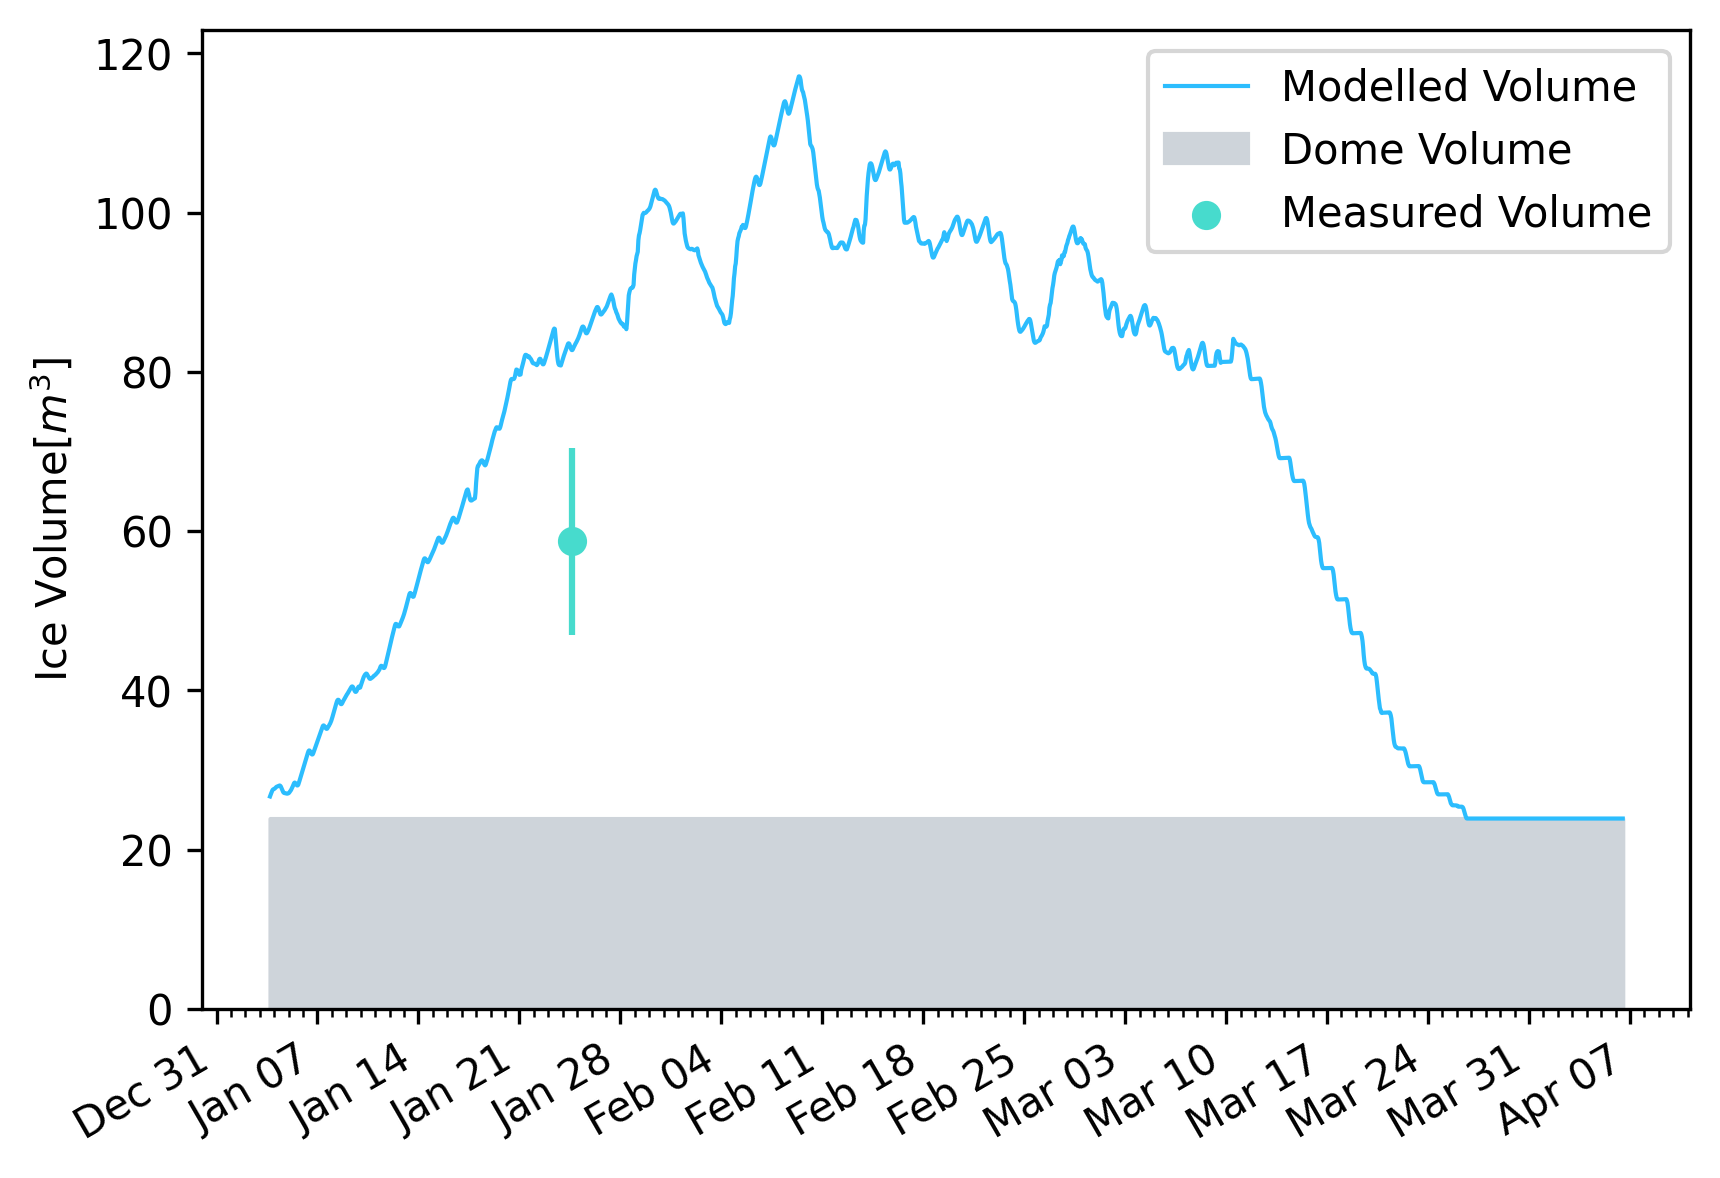 120
100
80
60
40
20
0
Ice Volume[m³]
Modelled Volume
Dome Volume
Measured Volume
Dec 31
Jan 07
Jan 14
Jan 21
Jan 28
Feb 04
Feb 11
Feb 18
Feb 25
Mar 03
Mar 10
Mar 17
Mar 24
Mar 31
Apr 07